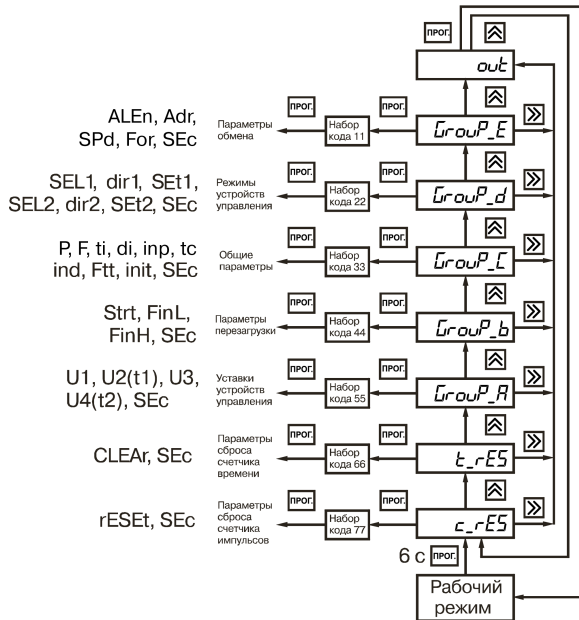 ПРОГ.
out
ALEn, Adr,
SPd, For, SEc
Параметры
обмена
ПРОГ.
Набор
кода 11
ПРОГ.
GrouP_E
SEL1, dir1, SEt1,
SEL2, dir2, SEt2, SEc
Режимы
устройств
управления
ПРОГ.
Набор
кода 22
ПРОГ.
GrouP_d
P, F, ti, di, inp, tc
ind, Ftt, init, SEc
Общие
параметры
ПРОГ.
Набор
кода 33
ПРОГ.
GrouP_C
Strt, FinL,
FinH, SEc
Параметры
перезагрузки
ПРОГ.
Набор
кода 44
ПРОГ.
GrouP_b
U1, U2(t1), U3,
U4(t2), SEc
Уставки
устройств
управления
ПРОГ.
Набор
кода 55
ПРОГ.
GrouP_A
CLEAr, SEc
Параметры
сброса
счетчика
времени
ПРОГ.
Набор
кода 66
ПРОГ.
t_rES
rESEt, SEc
Параметры
сброса
счетчика
импульсов
ПРОГ.
Набор
кода 77
ПРОГ.
c_rES
6 с ПРОГ.
Рабочий
режим